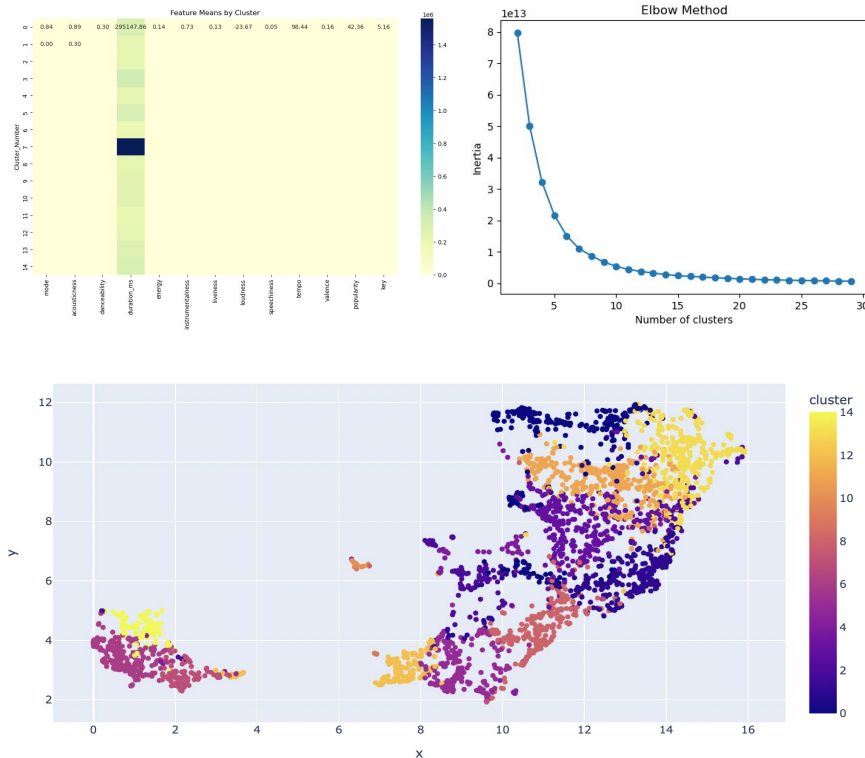 Feature Means by Cluster
0.84 0.89 0.30 295147.86 0.14 0.73 0.13 -23.67 0.05 98.44 0.16 42.36 5.16
0.00 0.30
0
1
2
3
4
5
6
7
8
9
10
11
12
13
14
Cluster_Number
mode
acousticness
danceability
duration_ms
energy
instrumentalness
liveness
loudness
speechiness
tempo
valence
popularity
key
1e6
1.4
1.2
1.0
0.8
0.6
0.4
0.2
0.0
Elbow Method
1e13
8
7
6
5
4
3
2
1
0
Inertia
5 10 15 20 25 30
Number of clusters
12
10
8
6
4
2
y
0 2 4 6 8 10 12 14 16
x
cluster
14
12
10
8
6
4
2
0